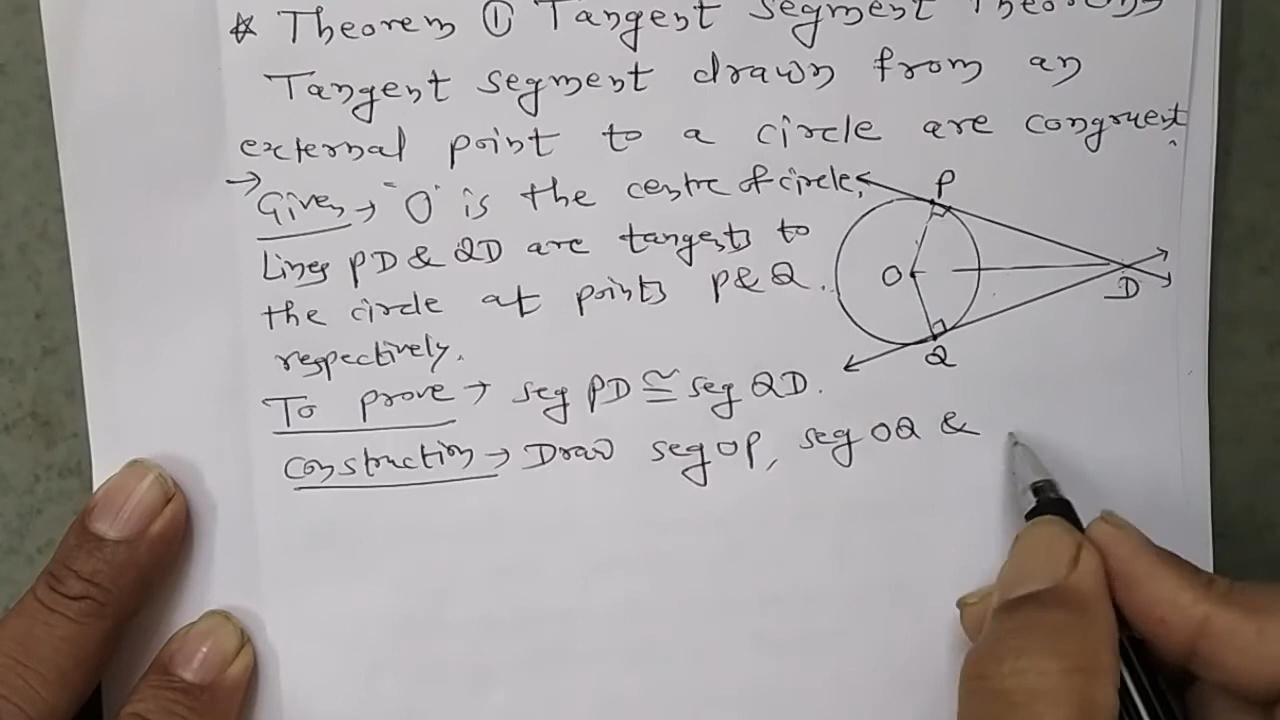 * Theorem ① Tangent segment Theorem
Tangent segment drawn from an
external point to a circle are congruent.
→ Given → "O" is the centre of circle,
Lines PD & QD are tangents to
the circle at points P & Q.
respectively.
To prove → seg PD ≅ seg QD.
Construction → Draw seg OP, seg OQ &
P
O
D
Q